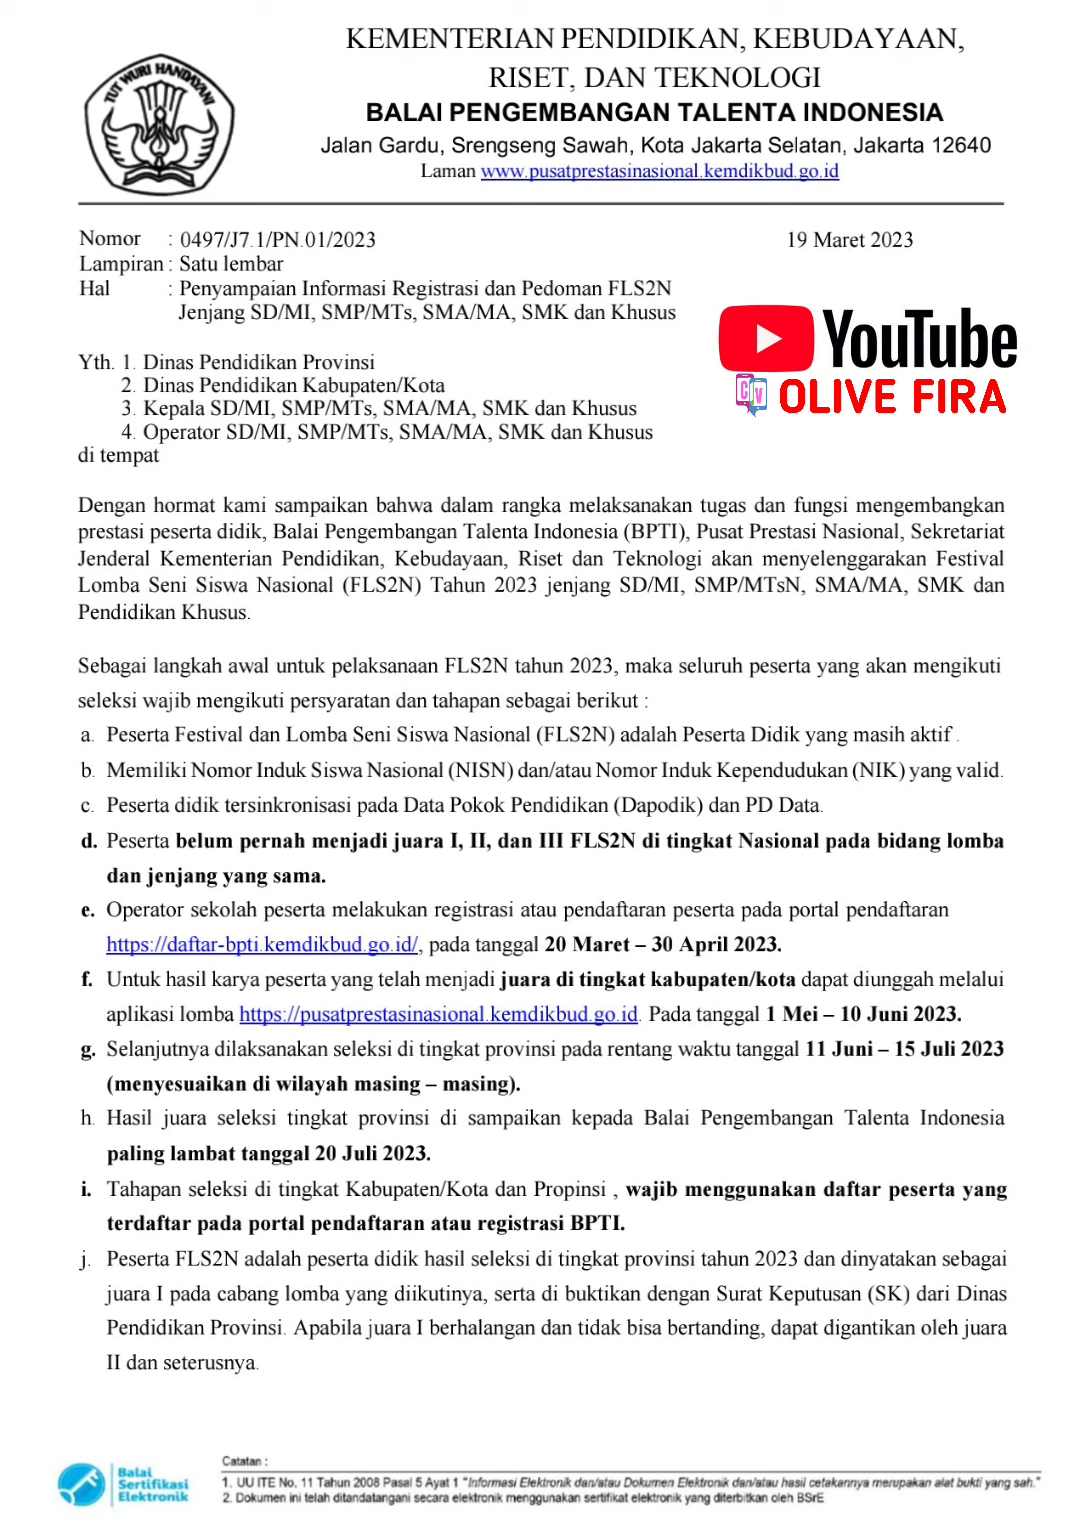 TUT WURI HANDAYANI
KEMENTERIAN PENDIDIKAN, KEBUDAYAAN,
RISET, DAN TEKNOLOGI
BALAI PENGEMBANGAN TALENTA INDONESIA
Jalan Gardu, Srengseng Sawah, Kota Jakarta Selatan, Jakarta 12640
Laman www.pusatprestasinasional.kemdikbud.go.id
Nomor : 0497/J7.1/PN.01/2023 19 Maret 2023
Lampiran : Satu lembar
Hal : Penyampaian Informasi Registrasi dan Pedoman FLS2N
Jenjang SD/MI, SMP/MTs, SMA/MA, SMK dan Khusus
YouTube
CV OLIVE FIRA
Yth. 1. Dinas Pendidikan Provinsi
2. Dinas Pendidikan Kabupaten/Kota
3. Kepala SD/MI, SMP/MTs, SMA/MA, SMK dan Khusus
4. Operator SD/MI, SMP/MTs, SMA/MA, SMK dan Khusus
di tempat
Dengan hormat kami sampaikan bahwa dalam rangka melaksanakan tugas dan fungsi mengembangkan
prestasi peserta didik, Balai Pengembangan Talenta Indonesia (BPTI), Pusat Prestasi Nasional, Sekretariat
Jenderal Kementerian Pendidikan, Kebudayaan, Riset dan Teknologi akan menyelenggarakan Festival
Lomba Seni Siswa Nasional (FLS2N) Tahun 2023 jenjang SD/MI, SMP/MTsN, SMA/MA, SMK dan
Pendidikan Khusus.
Sebagai langkah awal untuk pelaksanaan FLS2N tahun 2023, maka seluruh peserta yang akan mengikuti
seleksi wajib mengikuti persyaratan dan tahapan sebagai berikut :
a. Peserta Festival dan Lomba Seni Siswa Nasional (FLS2N) adalah Peserta Didik yang masih aktif .
b. Memiliki Nomor Induk Siswa Nasional (NISN) dan/atau Nomor Induk Kependudukan (NIK) yang valid.
c. Peserta didik tersinkronisasi pada Data Pokok Pendidikan (Dapodik) dan PD Data.
d. Peserta belum pernah menjadi juara I, II, dan III FLS2N di tingkat Nasional pada bidang lomba
dan jenjang yang sama.
e. Operator sekolah peserta melakukan registrasi atau pendaftaran peserta pada portal pendaftaran
https://daftar-bpti.kemdikbud.go.id/, pada tanggal 20 Maret – 30 April 2023.
f. Untuk hasil karya peserta yang telah menjadi juara di tingkat kabupaten/kota dapat diunggah melalui
aplikasi lomba https://pusatprestasinasional.kemdikbud.go.id. Pada tanggal 1 Mei – 10 Juni 2023.
g. Selanjutnya dilaksanakan seleksi di tingkat provinsi pada rentang waktu tanggal 11 Juni – 15 Juli 2023
(menyesuaikan di wilayah masing – masing).
h. Hasil juara seleksi tingkat provinsi di sampaikan kepada Balai Pengembangan Talenta Indonesia
paling lambat tanggal 20 Juli 2023.
i. Tahapan seleksi di tingkat Kabupaten/Kota dan Propinsi , wajib menggunakan daftar peserta yang
terdaftar pada portal pendaftaran atau registrasi BPTI.
j. Peserta FLS2N adalah peserta didik hasil seleksi di tingkat provinsi tahun 2023 dan dinyatakan sebagai
juara I pada cabang lomba yang diikutinya, serta di buktikan dengan Surat Keputusan (SK) dari Dinas
Pendidikan Provinsi. Apabila juara I berhalangan dan tidak bisa bertanding, dapat digantikan oleh juara
II dan seterusnya.
Balai
Sertifikasi
Elektronik
Catatan :
1. UU ITE No. 11 Tahun 2008 Pasal 5 Ayat 1 "Informasi Elektronik dan/atau Dokumen Elektronik dan/atau hasil cetakannya merupakan alat bukti yang sah."
2. Dokumen ini telah ditandatangani secara elektronik menggunakan sertifikat elektronik yang diterbitkan oleh BSrE